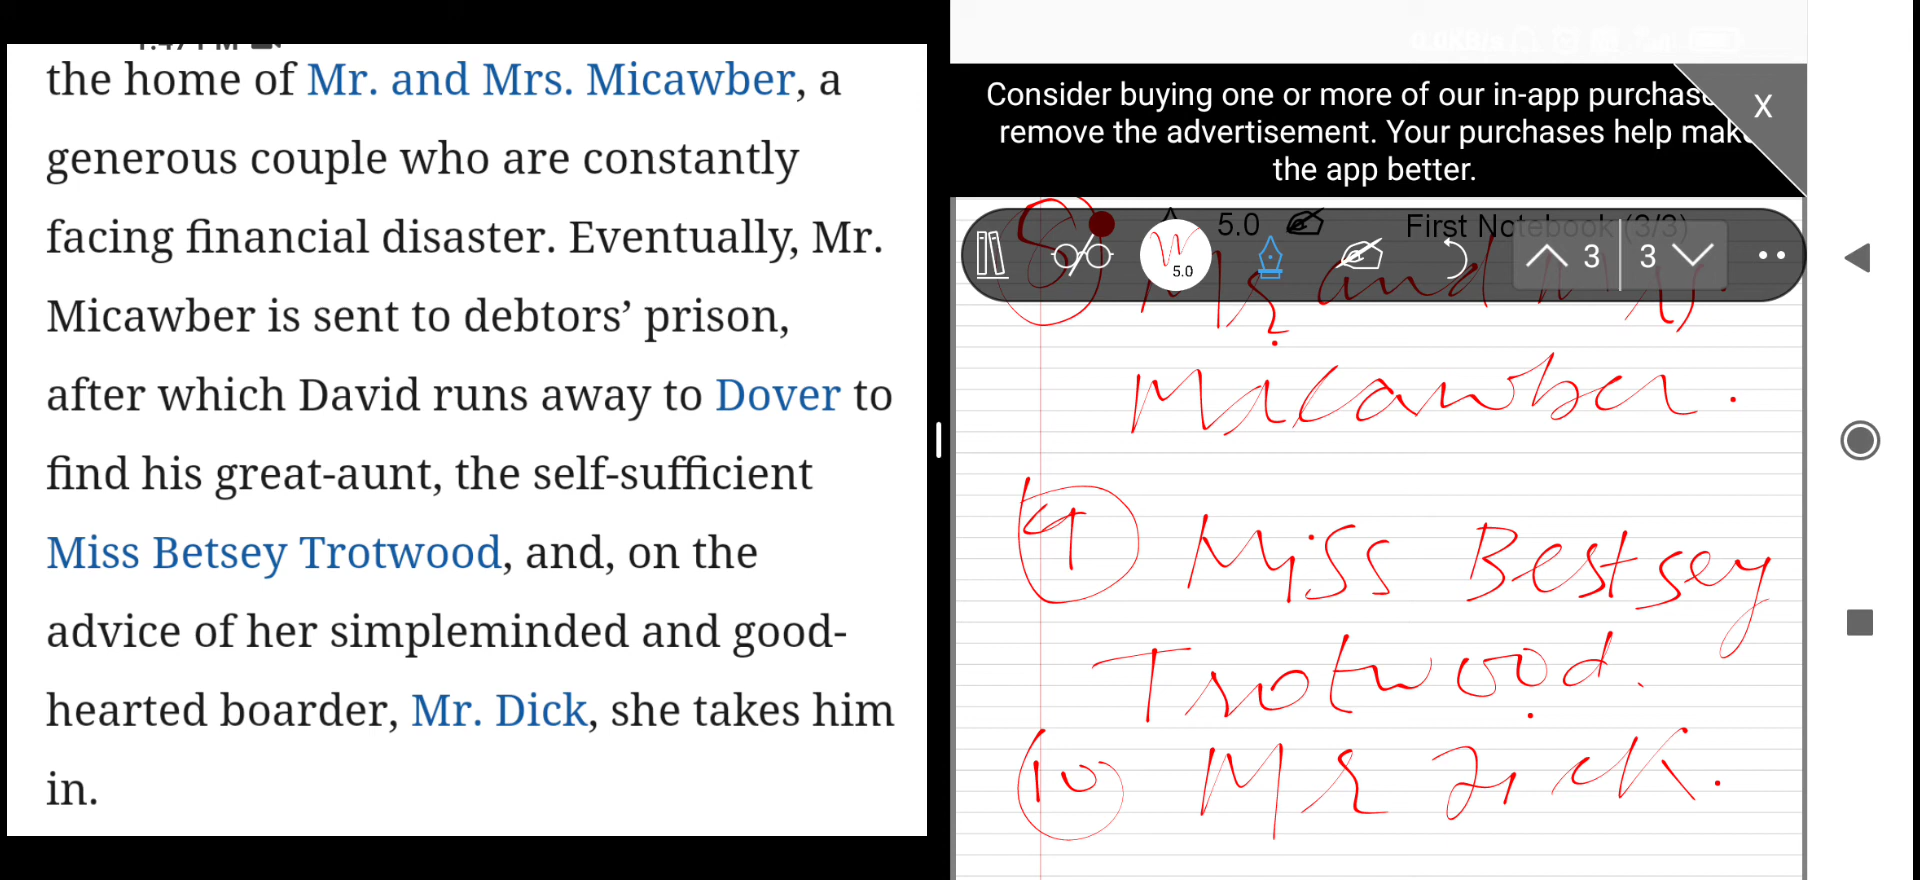 the home of Mr. and Mrs. Micawber, a
generous couple who are constantly
facing financial disaster. Eventually, Mr.
Micawber is sent to debtors’ prison,
after which David runs away to Dover to
find his great-aunt, the self-sufficient
Miss Betsey Trotwood, and, on the
advice of her simpleminded and good-
hearted boarder, Mr. Dick, she takes him
in.
Consider buying one or more of our in-app
remove the advertisement. Your purchases help
the app better.
X
5.0 First Notebook (3/3)
5.0 3 3
8 Mr and Mrs
Micawber.
9 Miss Bestsey
Trotwood.
10 Mr Dick.